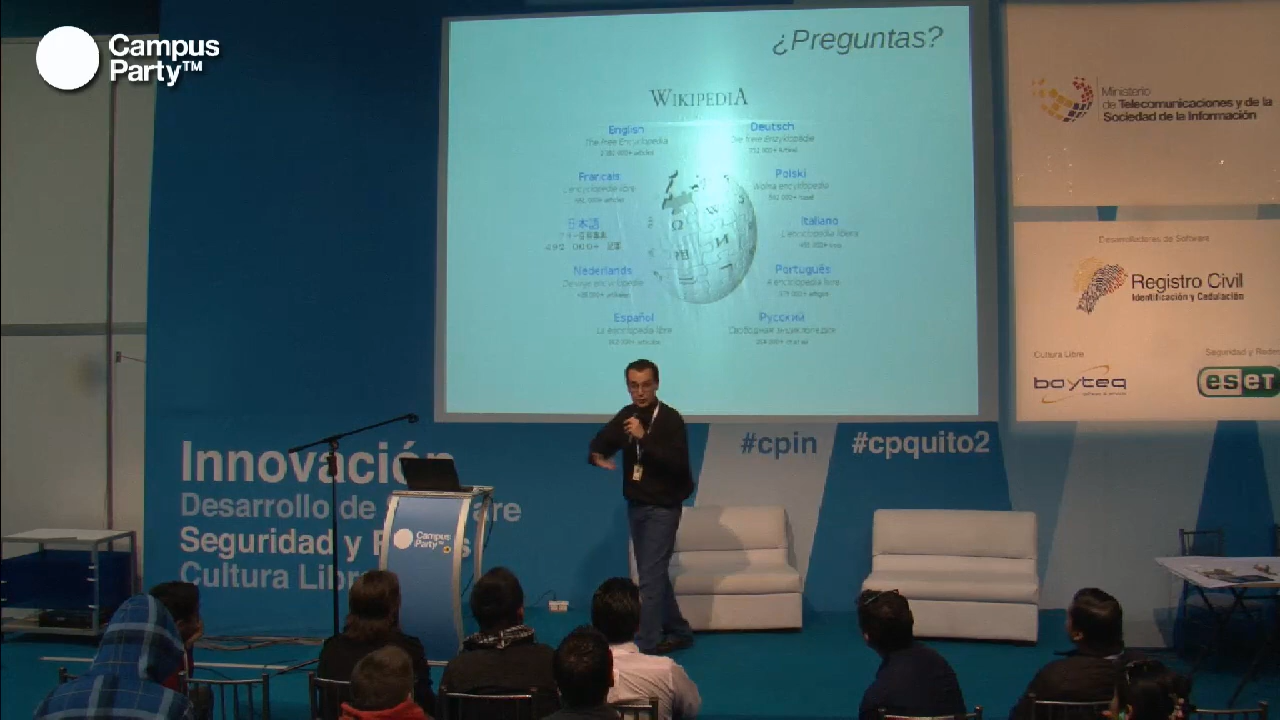 Campus
Party™
¿Preguntas?
WIKIPEDIA
English
The Free Encyclopedia
Deutsch
Die freie Enzyklopädie
Français
L'encyclopédie libre
Polski
Wolna encyklopedia
日本語
Italiano
L'enciclopedia libera
Nederlands
De vrije encyclopedie
Português
A enciclopédia livre
Español
La enciclopedia libre
Русский
Свободная энциклопедия
Ministerio
de Telecomunicaciones y de la
Sociedad de la Información
Desarrolladores de Software
Registro Civil
Identificación y Cedulación
Cultura Libre
Seguridad y Redes
bayteq
eseT
#cpin #cpquito2
Innovación
Desarrollo de
Seguridad y
Cultura Libre
Campus
Party